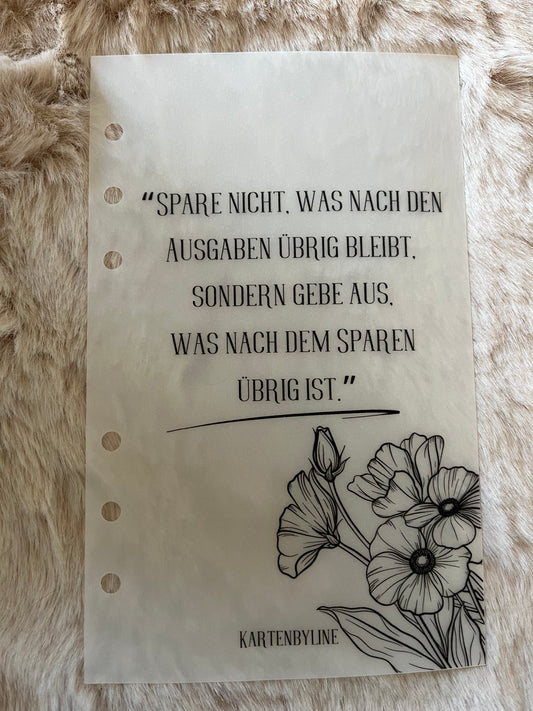 "SPARE NICHT, WAS NACH DEN
AUSGABEN ÜBRIG BLEIBT,
SONDERN GEBE AUS,
WAS NACH DEM SPAREN
ÜBRIG IST."
KARTENBYLINE